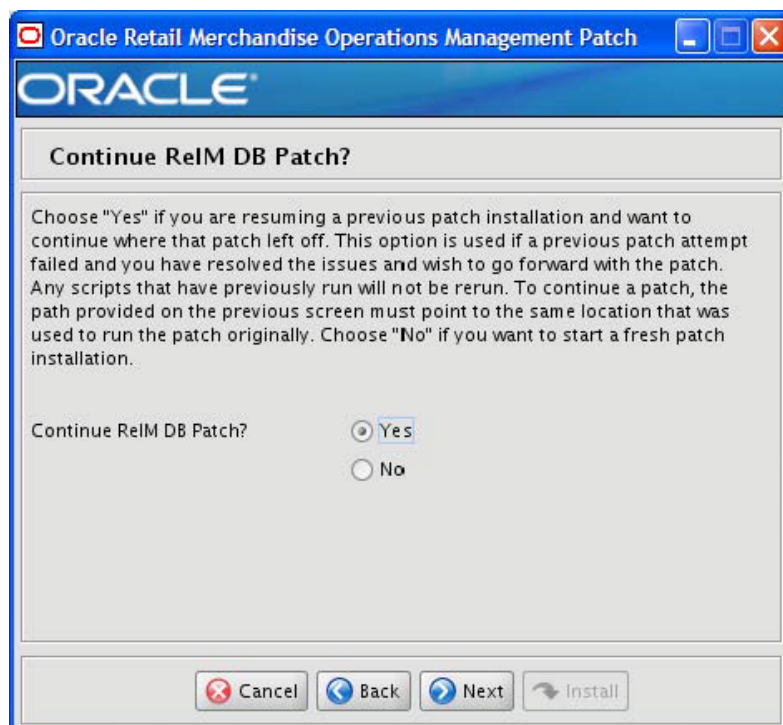 Oracle Retail Merchandise Operations Management Patch
ORACLE®
Continue ReIM DB Patch?
Choose "Yes" if you are resuming a previous patch installation and want to
continue where that patch left off. This option is used if a previous patch attempt
failed and you have resolved the issues and wish to go forward with the patch.
Any scripts that have previously run will not be rerun. To continue a patch, the
path provided on the previous screen must point to the same location that was
used to run the patch originally. Choose "No" if you want to start a fresh patch
installation.
Continue ReIM DB Patch?
Yes
No
Cancel
Back
Next
Install